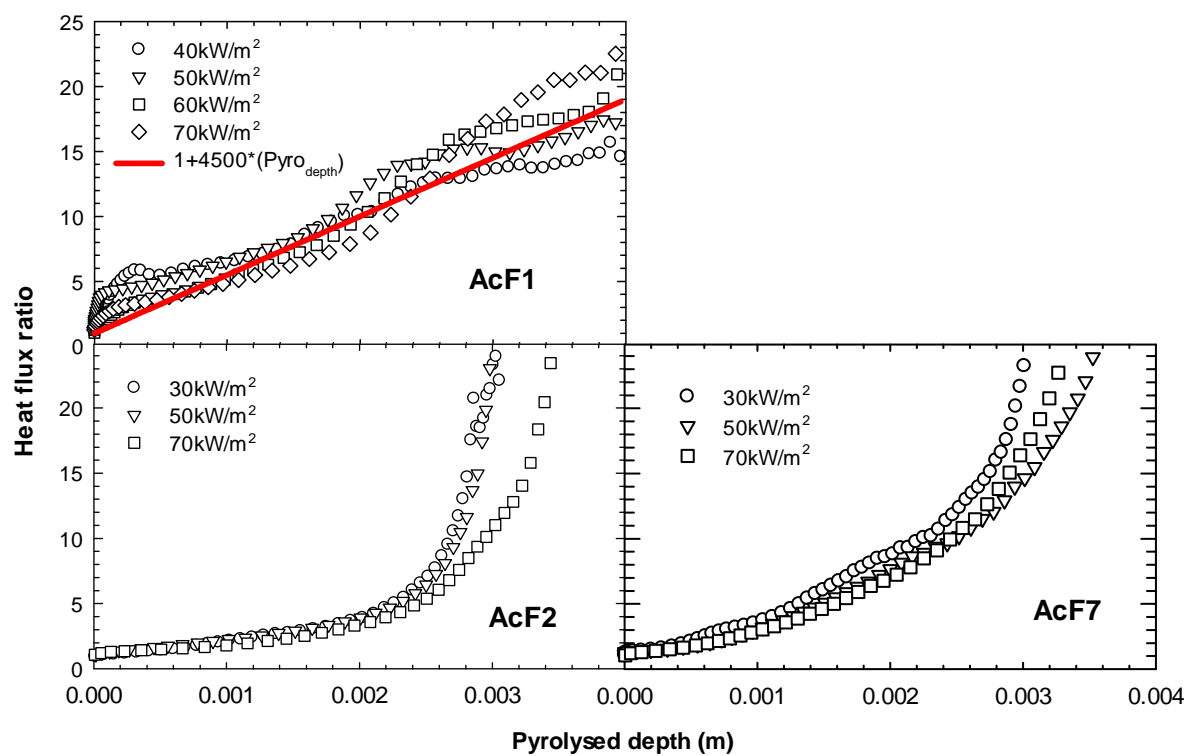 25
20
15
10
5
0
40kW/m²
50kW/m²
60kW/m²
70kW/m²
1+4500*(Pyro_depth)
AcF1
Heat flux ratio
20
15
10
5
0
30kW/m²
50kW/m²
70kW/m²
AcF2
30kW/m²
50kW/m²
70kW/m²
AcF7
0.000 0.001 0.002 0.003 0.000 0.001 0.002 0.003 0.004
Pyrolysed depth (m)